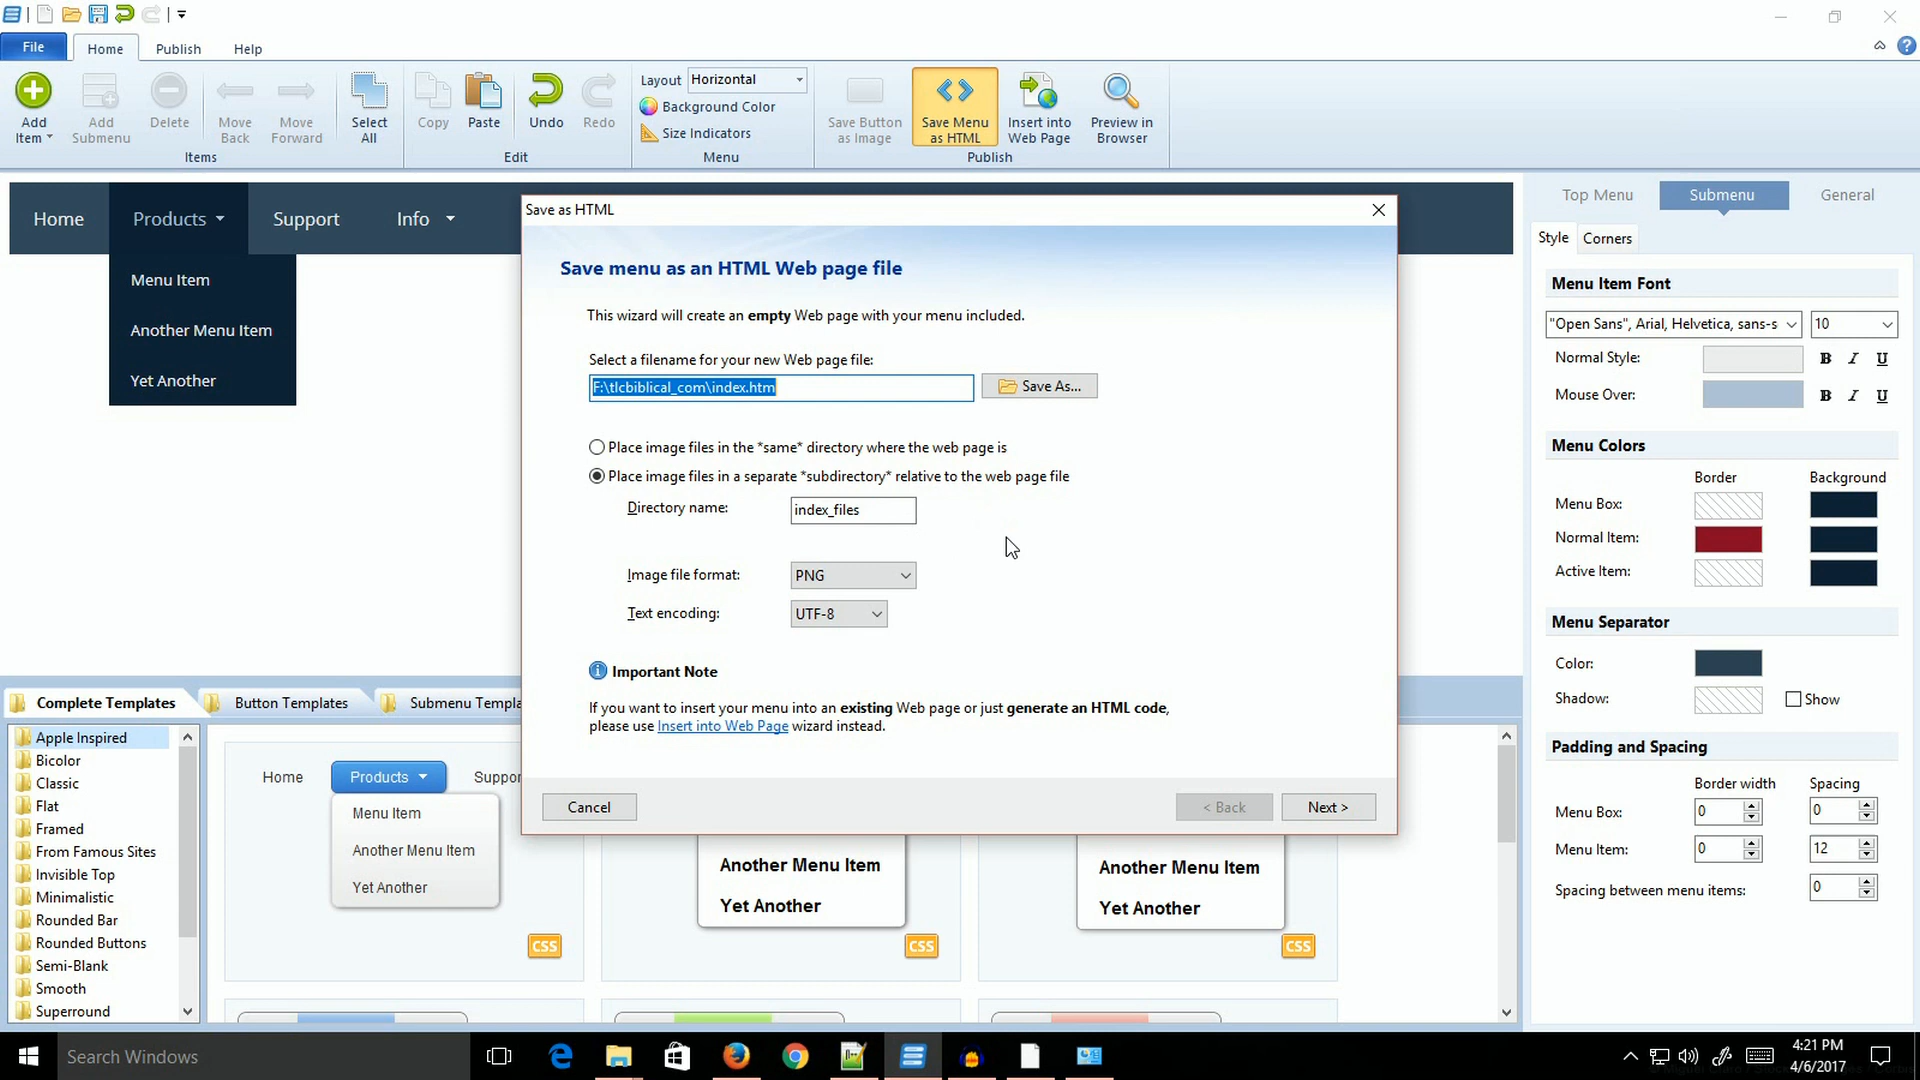 File
Home
Publish
Help
Add
Item
Add
Submenu
Delete
Move
Back
Move
Forward
Select
All
Items
Copy
Paste
Undo
Redo
Edit
Layout Horizontal
Background Color
Size Indicators
Menu
Save Button
as Image
Save Menu
as HTML
Insert into
Web Page
Preview in
Browser
Publish
Home
Products
Support
Info
Menu Item
Another Menu Item
Yet Another
Save as HTML
Save menu as an HTML Web page file
This wizard will create an empty Web page with your menu included.
Select a filename for your new Web page file:
F:\tlcbiblical_com\index.htm
Save As...
Place image files in the *same* directory where the web page is
Place image files in a separate *subdirectory* relative to the web page file
Directory name: index_files
Image file format: PNG
Text encoding: UTF-8
Important Note
If you want to insert your menu into an existing Web page or just generate an HTML code,
please use Insert into Web Page wizard instead.
Cancel
< Back
Next >
Top Menu
Submenu
General
Style
Corners
Menu Item Font
"Open Sans", Arial, Helvetica, sans-s 10
Normal Style: B I U
Mouse Over: B I U
Menu Colors
Border Background
Menu Box:
Normal Item:
Active Item:
Menu Separator
Color:
Shadow: Show
Padding and Spacing
Border width Spacing
Menu Box: 0 0
Menu Item: 0 12
Spacing between menu items: 0
Complete Templates
Button Templates
Submenu Templa
Apple Inspired
Bicolor
Classic
Flat
Framed
From Famous Sites
Invisible Top
Minimalistic
Rounded Bar
Rounded Buttons
Semi-Blank
Smooth
Superround
Home
Products
Suppor
Menu Item
Another Menu Item
Yet Another
CSS
Another Menu Item
Yet Another
CSS
Another Menu Item
Yet Another
CSS
Search Windows
4:21 PM
4/6/2017